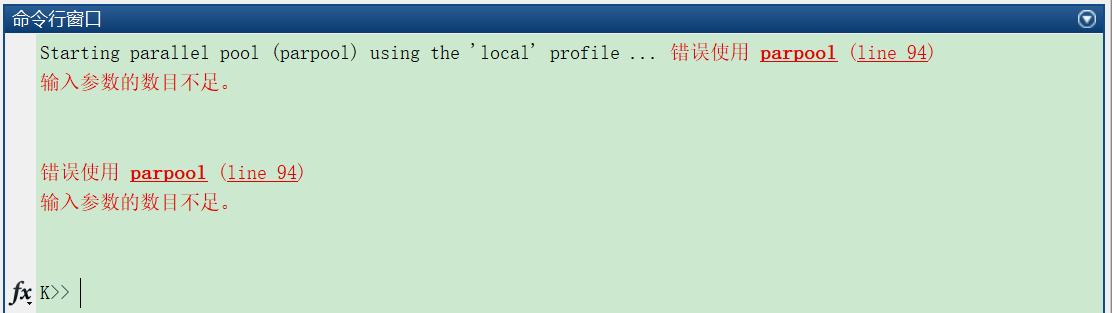 命令行窗口
Starting parallel pool (parpool) using the 'local' profile ... 错误使用 parpool (line 94)
输入参数的数目不足。
错误使用 parpool (line 94)
输入参数的数目不足。
fx K>>